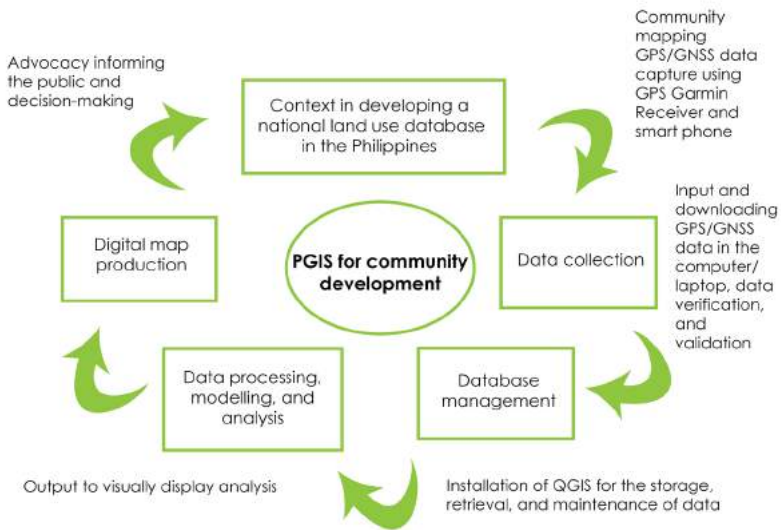 Advocacy informing
the public and
decision-making
Context in developing a
national land use database
in the Philippines
Community
mapping
GPS/GNSS data
capture using
GPS Garmin
Receiver and
smart phone
Digital map
production
PGIS for community
development
Data collection
Input and
downloading
GPS/GNSS
data in the
computer/
laptop, data
verification,
and
validation
Data processing,
modelling, and
analysis
Database
management
Output to visually display analysis
Installation of QGIS for the storage,
retrieval, and maintenance of data